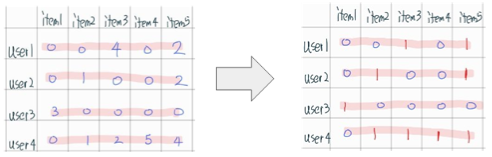 item1 item2 item3 item4 item5
user1 0 0 4 0 2
user2 0 1 0 0 2
user3 3 0 0 0 0
user4 0 1 2 5 4
item1 item2 item3 item4 item5
user1 0 0 1 0 1
user2 0 1 0 0 1
user3 1 0 0 0 0
user4 0 1 1 1 1